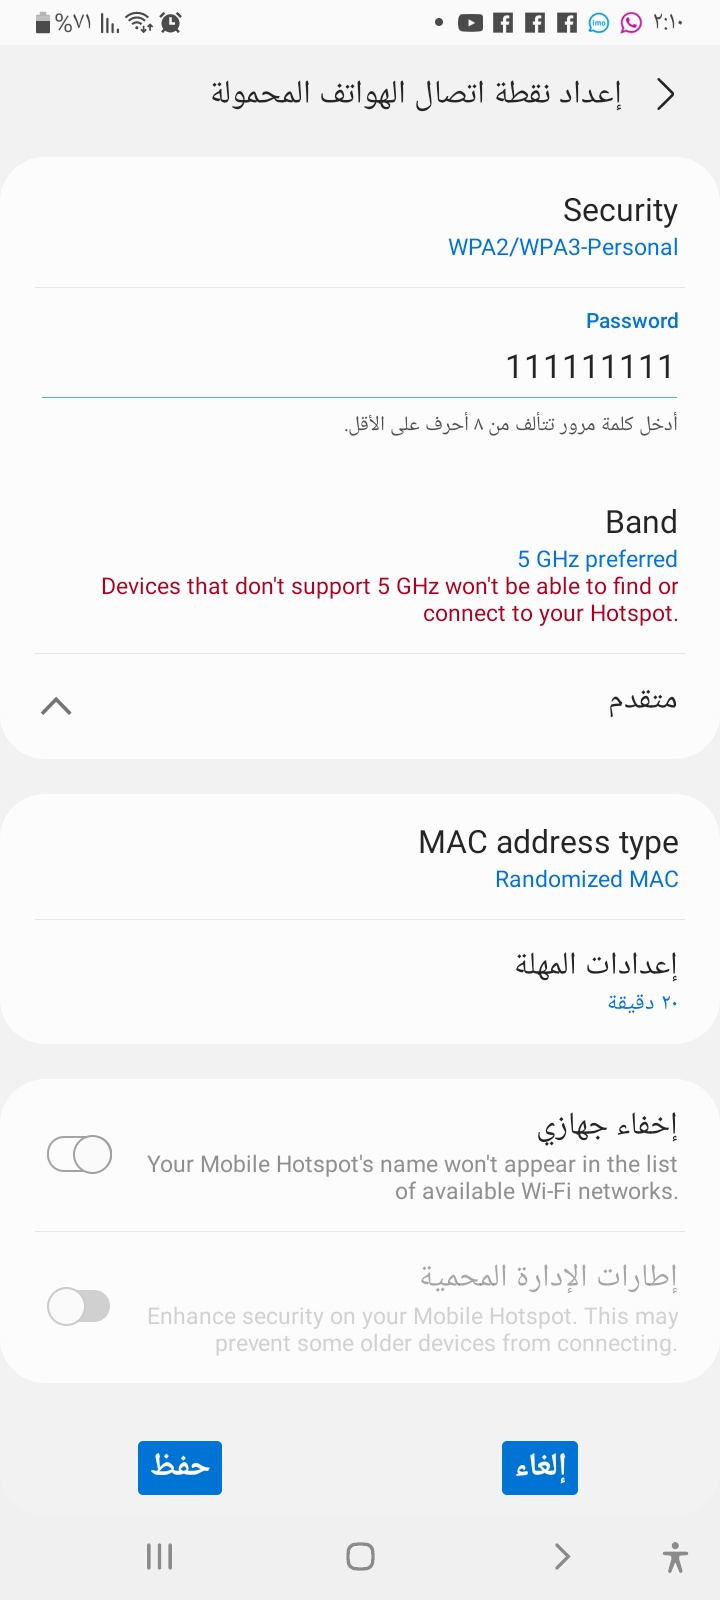 %٧١
imo
٢:١٠
إعداد نقطة اتصال الهواتف المحمولة
Security
WPA2/WPA3-Personal
Password
111111111
أدخل كلمة مرور تتألف من ٨ أحرف على الأقل.
Band
5 GHz preferred
Devices that don't support 5 GHz won't be able to find or
connect to your Hotspot.
متقدم
MAC address type
Randomized MAC
إعدادات المهلة
٢٠ دقيقة
إخفاء جهازي
Your Mobile Hotspot's name won't appear in the list
of available Wi-Fi networks.
إطارات الإدارة المحمية
Enhance security on your Mobile Hotspot. This may
prevent some older devices from connecting.
إلغاء
حفظ